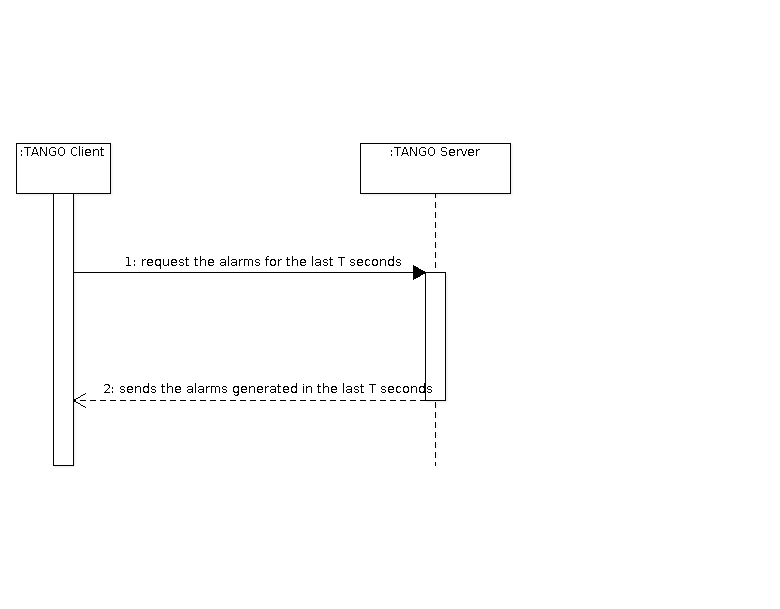 :TANGO Client
:TANGO Server
1: request the alarms for the last T seconds
2: sends the alarms generated in the last T seconds